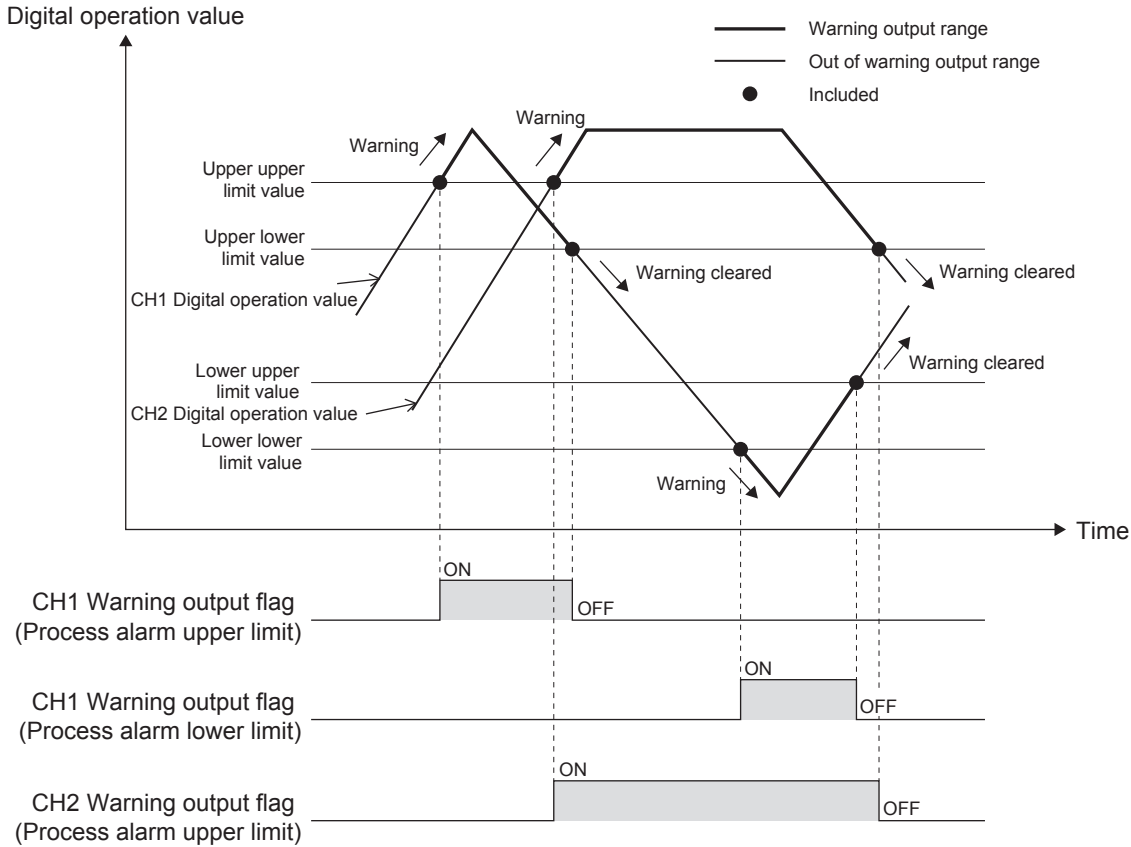 Digital operation value
Warning output range
Out of warning output range
Included
Warning
Warning
Upper upper
limit value
Upper lower
limit value
Warning cleared
Warning cleared
CH1 Digital operation value
Lower upper
limit value
Warning cleared
CH2 Digital operation value
Lower lower
limit value
Warning
Time
ON
CH1 Warning output flag
OFF
(Process alarm upper limit)
ON
CH1 Warning output flag
OFF
(Process alarm lower limit)
ON
CH2 Warning output flag
OFF
(Process alarm upper limit)